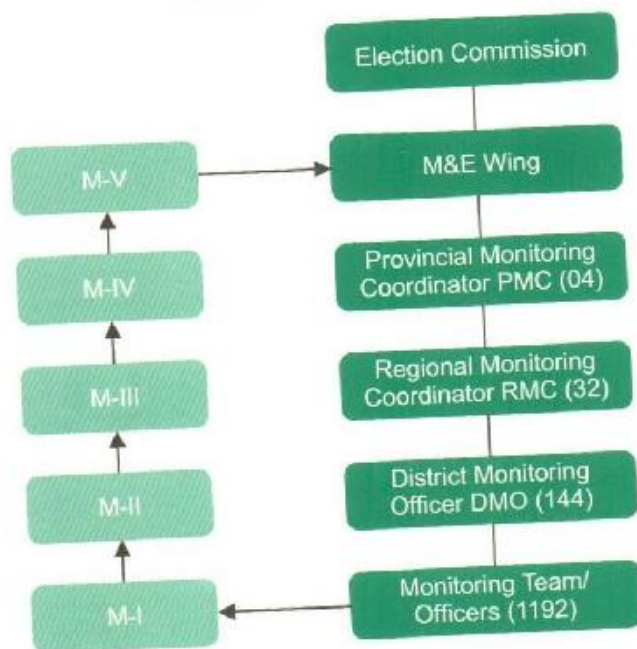 Election Commission
M&E Wing
Provincial Monitoring
Coordinator PMC (04)
Regional Monitoring
Coordinator RMC (32)
District Monitoring
Officer DMO (144)
Monitoring Team/
Officers (1192)
M-V
M-IV
M-III
M-II
M-I